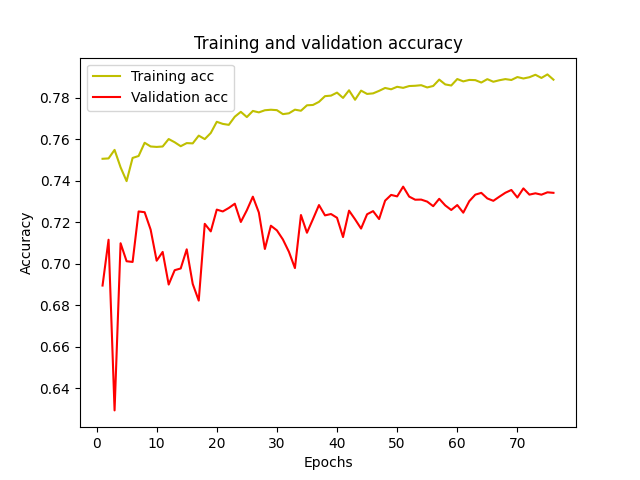 Training and validation accuracy
Training acc
Validation acc
Accuracy
0.78
0.76
0.74
0.72
0.70
0.68
0.66
0.64
0 10 20 30 40 50 60 70
Epochs